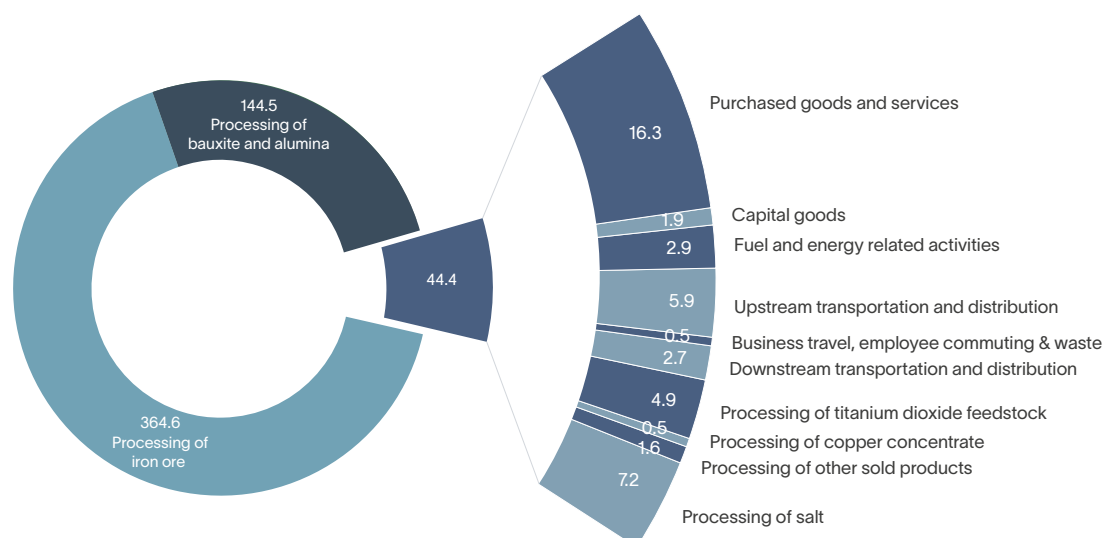 144.5
Processing of
bauxite and alumina
44.4
364.6
Processing of
iron ore
16.3
Purchased goods and services
1.9
Capital goods
2.9
Fuel and energy related activities
5.9
Upstream transportation and distribution
0.5
Business travel, employee commuting & waste
2.7
Downstream transportation and distribution
4.9
Processing of titanium dioxide feedstock
0.5
Processing of copper concentrate
1.6
Processing of other sold products
7.2
Processing of salt